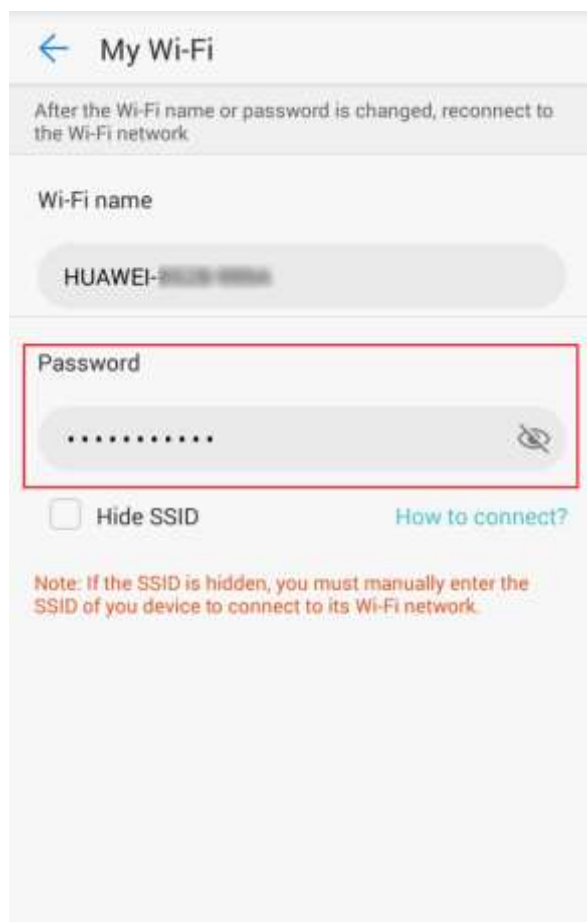 My Wi-Fi
After the Wi-Fi name or password is changed, reconnect to
the Wi-Fi network
Wi-Fi name
HUAWEI-
Password
•••••••••••
Hide SSID How to connect?
Note: If the SSID is hidden, you must manually enter the
SSID of you device to connect to its Wi-Fi network.